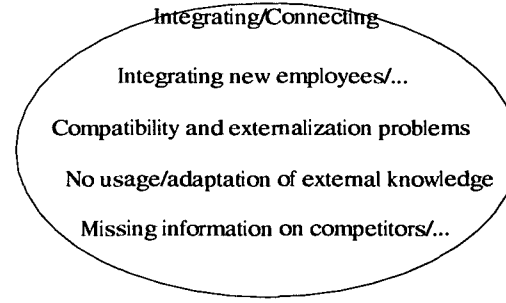 Integrating/Connecting
Integrating new employees/...
Compatibility and externalization problems
No usage/adaptation of external knowledge
Missing information on competitors/...